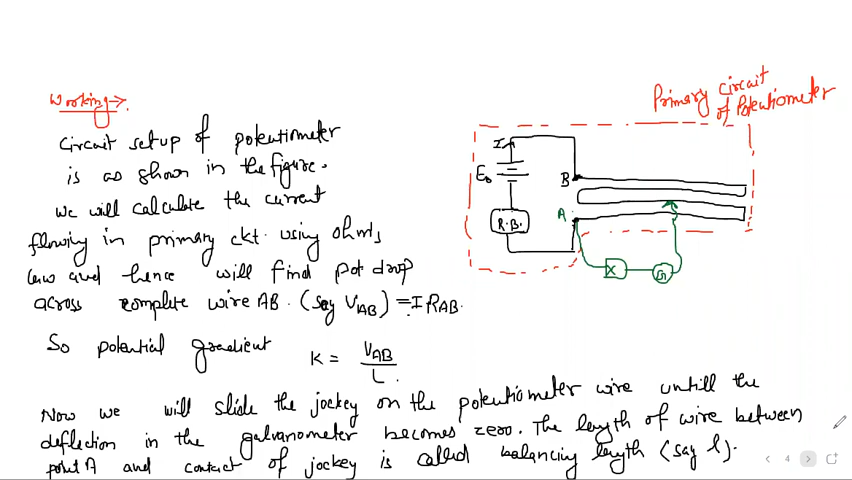 Working→
Primary circuit
of Potentiometer
Circuit setup of potentiometer
is as shown in the figure.
We will calculate the current
flowing in primary ckt. using ohm's
law and hence will find pot drop
across complete wire AB. (say VAB) = I RAB.
I
E0
R.B.
B
A
X
G
So potential gradient K = VAB
L
Now we will slide the jockey on the potentiometer wire untill the
deflection in the galvanometer becomes zero. The length of wire between
point A and contact of jockey is called balancing length (say l).
4